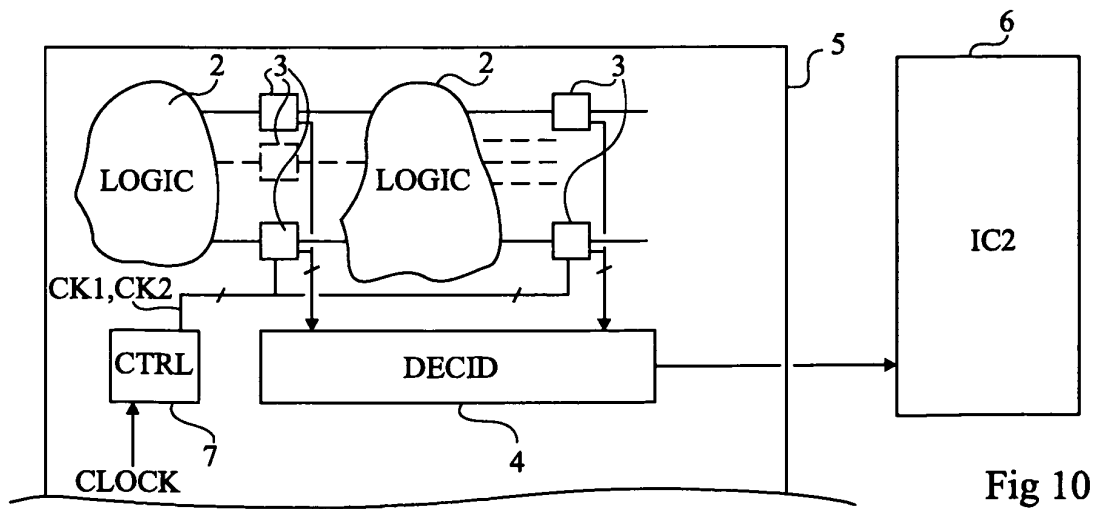 6
5
2
3
2
3
LOGIC
LOGIC
IC2
CK1,CK2
CTRL
DECID
7
4
CLOCK
Fig 10